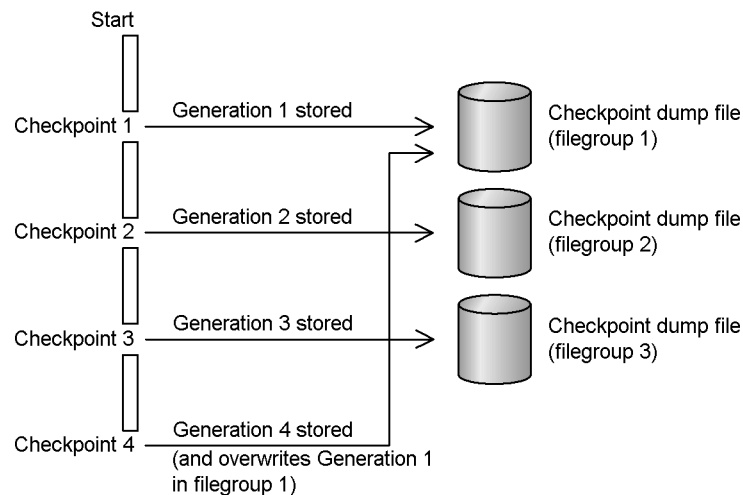 Start
Checkpoint 1
Generation 1 stored
Checkpoint dump file
(filegroup 1)
Checkpoint 2
Generation 2 stored
Checkpoint dump file
(filegroup 2)
Checkpoint 3
Generation 3 stored
Checkpoint dump file
(filegroup 3)
Checkpoint 4
Generation 4 stored
(and overwrites Generation 1
in filegroup 1)